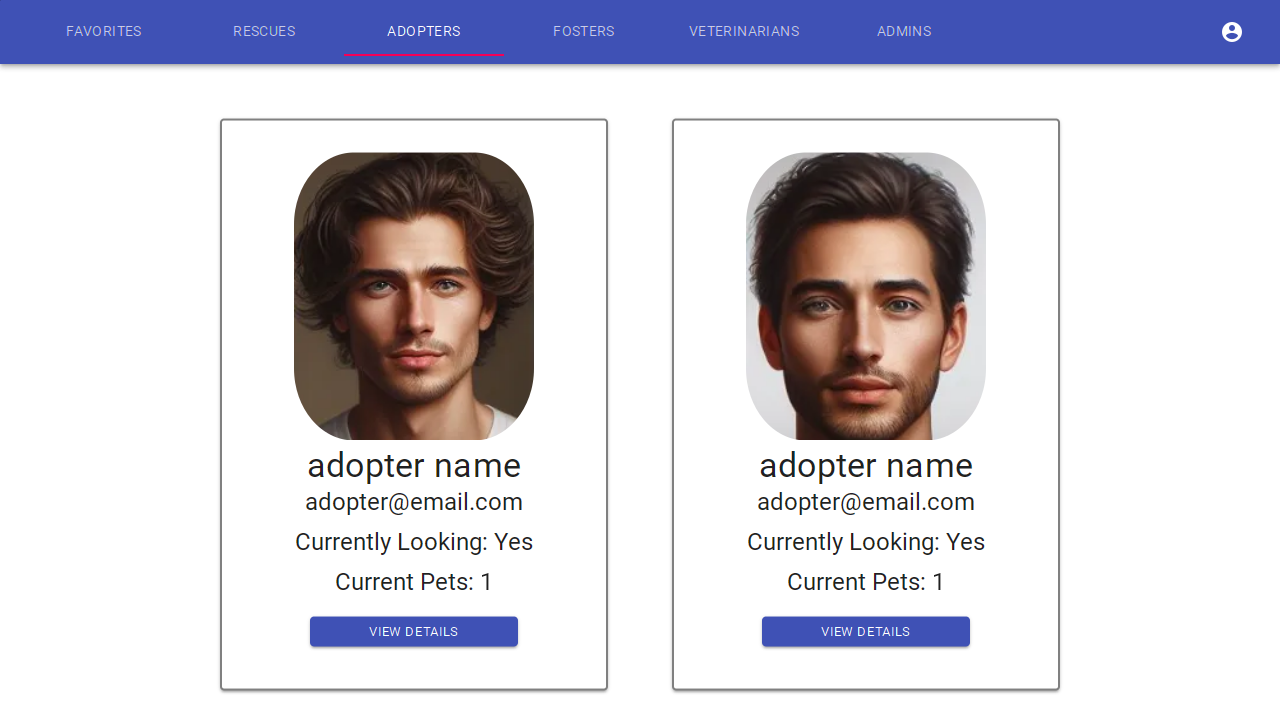 FAVORITES RESCUES ADOPTERS FOSTERS VETERINARIANS ADMINS
adopter name
adopter@email.com
Currently Looking: Yes
Current Pets: 1
VIEW DETAILS
adopter name
adopter@email.com
Currently Looking: Yes
Current Pets: 1
VIEW DETAILS